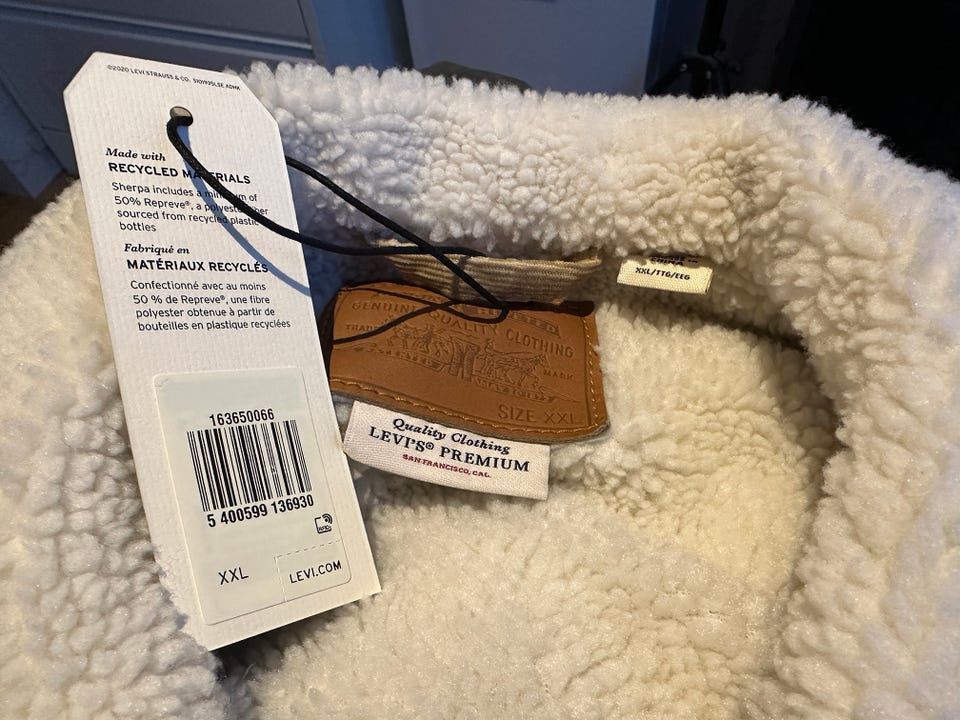 ©2020 LEVI STRAUSS & CO.
Made with
RECYCLED MATERIALS
Sherpa includes a minimum of
50% Repreve®, a polyester fiber
sourced from recycled plastic
bottles
Fabriqué en
MATÉRIAUX RECYCLÉS
Confectionné avec au moins
50 % de Repreve®, une fibre
polyester obtenue à partir de
bouteilles en plastique recyclées
163650066
5 400599 136930
RFID
XXL
LEVI.COM
GENUINE QUALITY CLOTHING
TRADE MARK
SIZE XXL
Quality Clothing
LEVI'S® PREMIUM
SAN FRANCISCO, CAL.
XXL/TTG/EEG